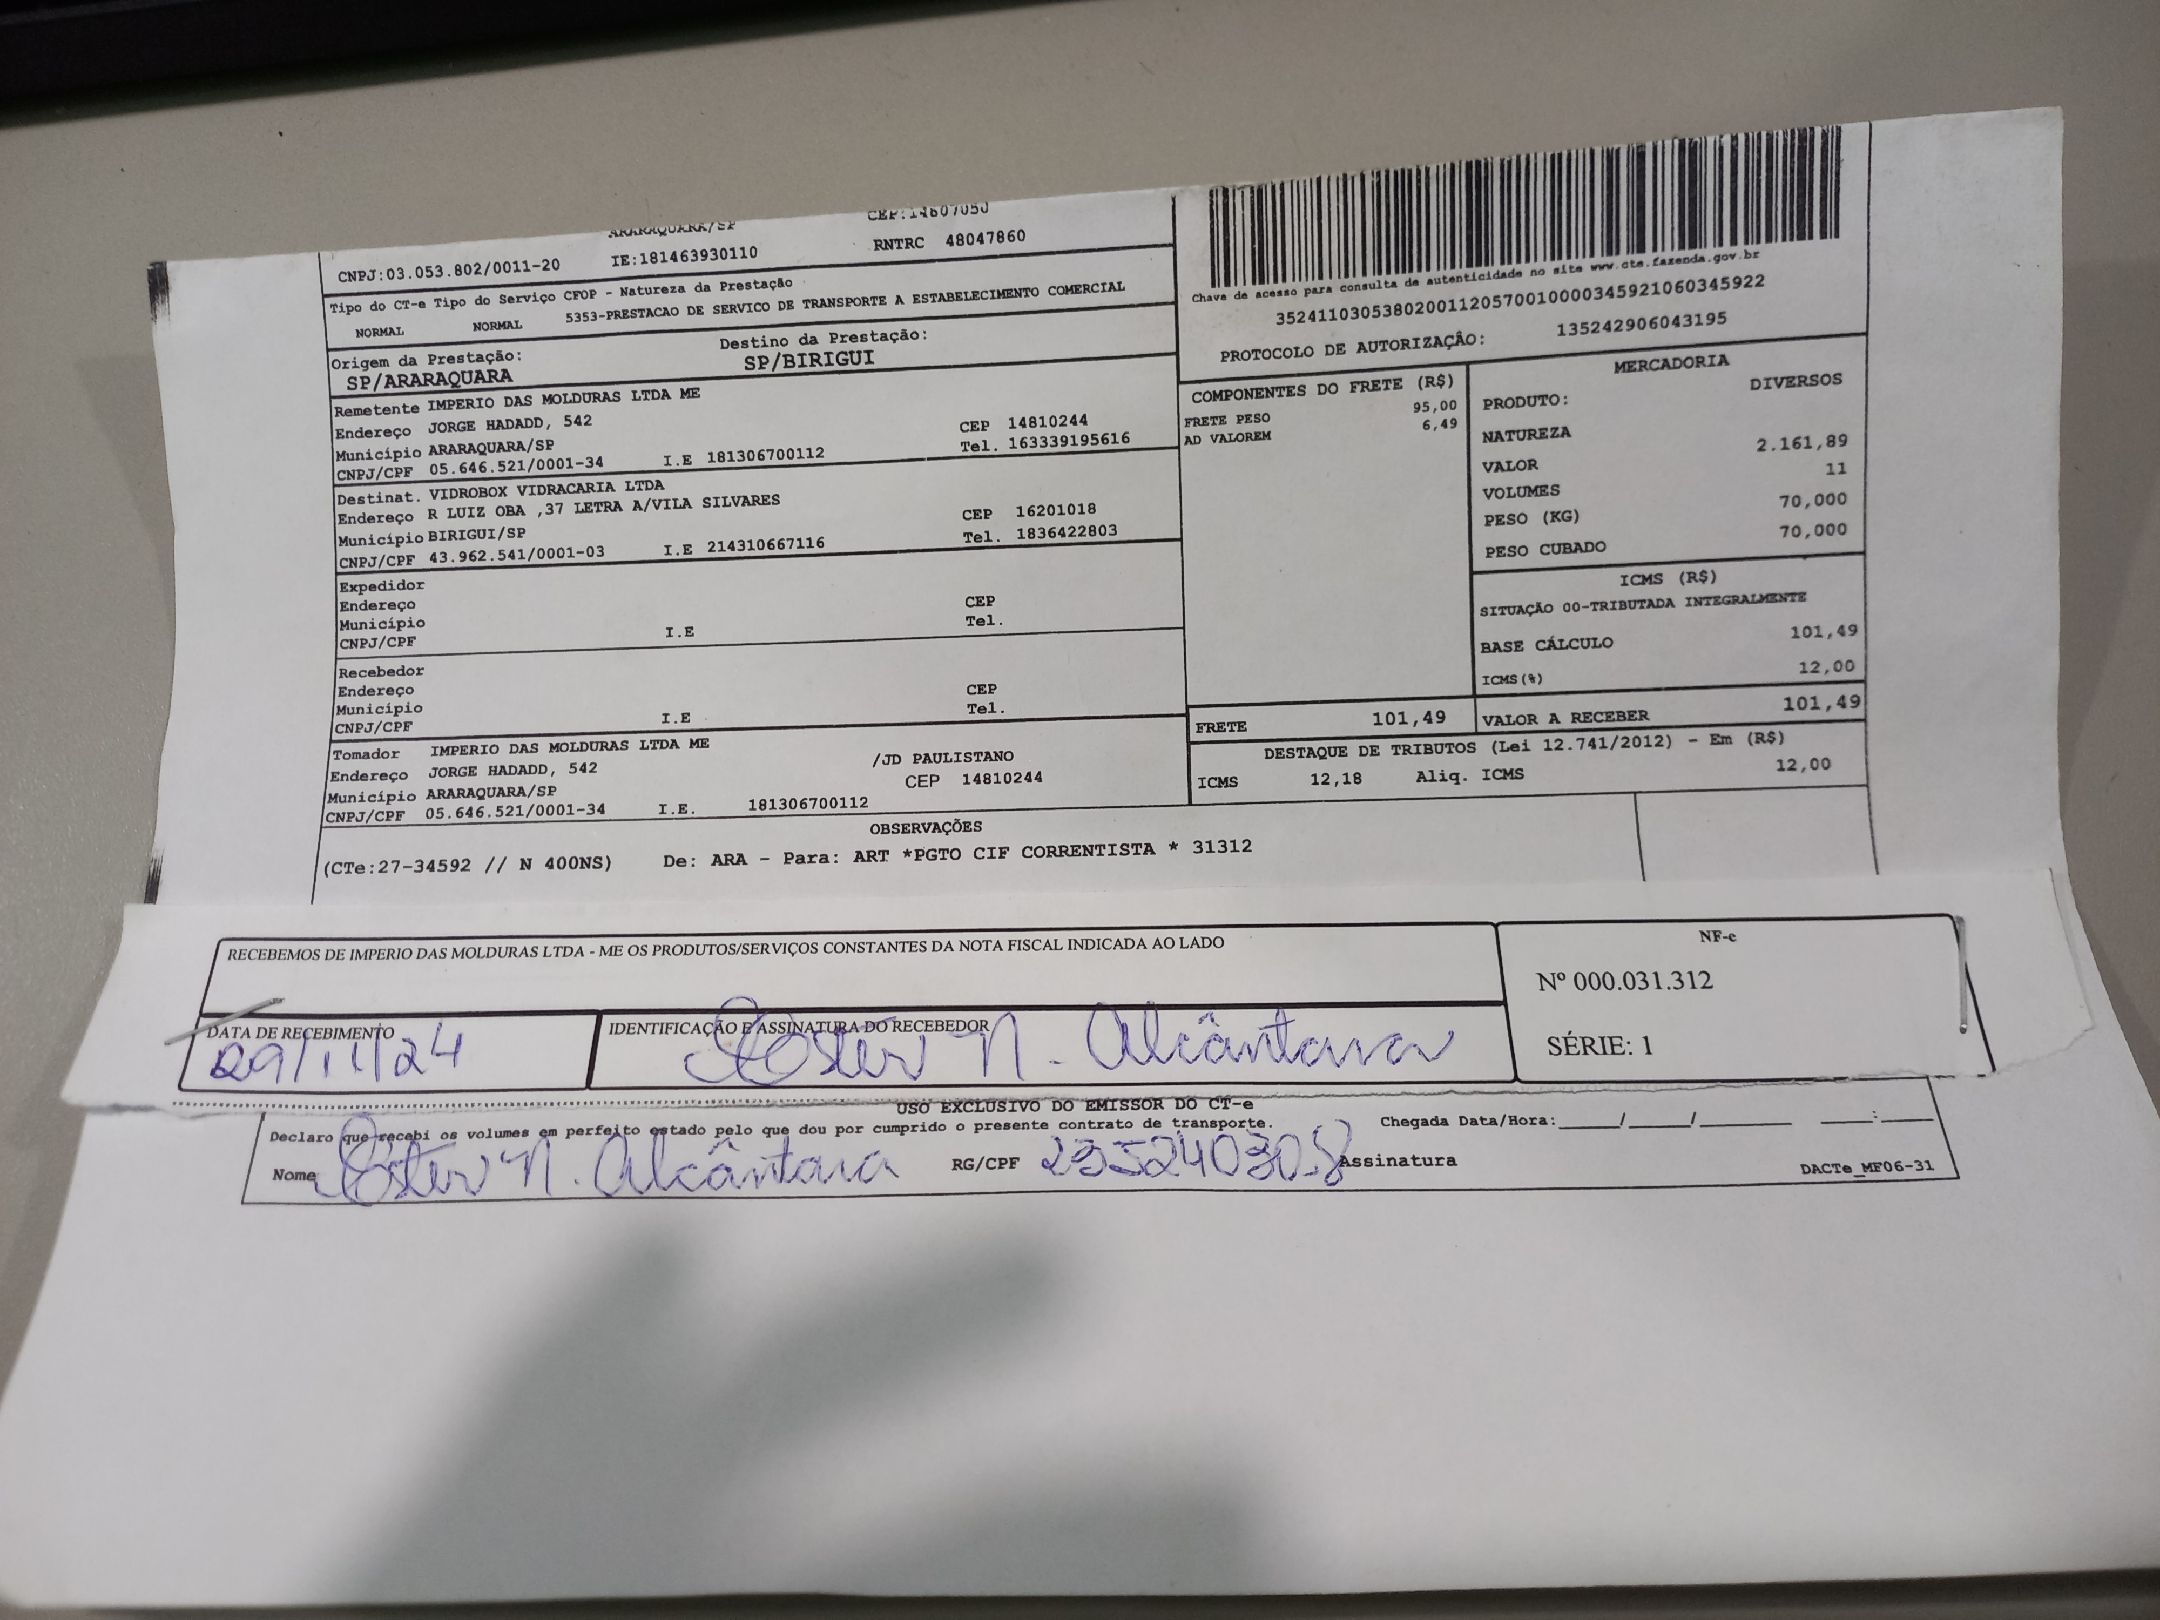 ARARAQUARA/SP CEP:14807050
CNPJ:03.053.802/0011-20 IE:181463930110 RNTRC 48047860
Tipo do CT-e Tipo do Serviço CFOP - Natureza da Prestação
NORMAL NORMAL 5353-PRESTACAO DE SERVICO DE TRANSPORTE A ESTABELECIMENTO COMERCIAL
Origem da Prestação: Destino da Prestação:
SP/ARARAQUARA SP/BIRIGUI
Remetente IMPERIO DAS MOLDURAS LTDA ME
Endereço JORGE HADADD, 542 CEP 14810244
Município ARARAQUARA/SP Tel. 163339195616
CNPJ/CPF 05.646.521/0001-34 I.E 181306700112
Destinat. VIDROBOX VIDRACARIA LTDA
Endereço R LUIZ OBA ,37 LETRA A/VILA SILVARES CEP 16201018
Município BIRIGUI/SP Tel. 1836422803
CNPJ/CPF 43.962.541/0001-03 I.E 214310667116
Expedidor
Endereço CEP
Município Tel.
CNPJ/CPF I.E
Recebedor
Endereço CEP
Município Tel.
CNPJ/CPF I.E
Tomador IMPERIO DAS MOLDURAS LTDA ME
Endereço JORGE HADADD, 542 /JD PAULISTANO
Município ARARAQUARA/SP CEP 14810244
CNPJ/CPF 05.646.521/0001-34 I.E. 181306700112
Chave de acesso para consulta de autenticidade no site www.cte.fazenda.gov.br
35241103053802001120570010000345921060345922
PROTOCOLO DE AUTORIZAÇÃO: 135242906043195
COMPONENTES DO FRETE (R$)
FRETE PESO 95,00
AD VALOREM 6,49
MERCADORIA
PRODUTO: DIVERSOS
NATUREZA
VALOR 2.161,89
VOLUMES 11
PESO (KG) 70,000
PESO CUBADO 70,000
ICMS (R$)
SITUAÇÃO 00-TRIBUTADA INTEGRALMENTE
BASE CÁLCULO 101,49
ICMS(%) 12,00
FRETE 101,49 VALOR A RECEBER 101,49
DESTAQUE DE TRIBUTOS (Lei 12.741/2012) - Em (R$)
ICMS 12,18 Aliq. ICMS 12,00
OBSERVAÇÕES
(CTe:27-34592 // N 400NS) De: ARA - Para: ART *PGTO CIF CORRENTISTA * 31312
RECEBEMOS DE IMPERIO DAS MOLDURAS LTDA - ME OS PRODUTOS/SERVIÇOS CONSTANTES DA NOTA FISCAL INDICADA AO LADO
NF-e
Nº 000.031.312
SÉRIE: 1
DATA DE RECEBIMENTO IDENTIFICAÇÃO E ASSINATURA DO RECEBEDOR
29/11/24 Ester N. Alcântara
USO EXCLUSIVO DO EMISSOR DO CT-e
Declaro que recebi os volumes em perfeito estado pelo que dou por cumprido o presente contrato de transporte. Chegada Data/Hora:_____/_____/_______ ____:____
Nome Ester N. Alcântara RG/CPF 235240308 Assinatura
DACTe_MF06-31